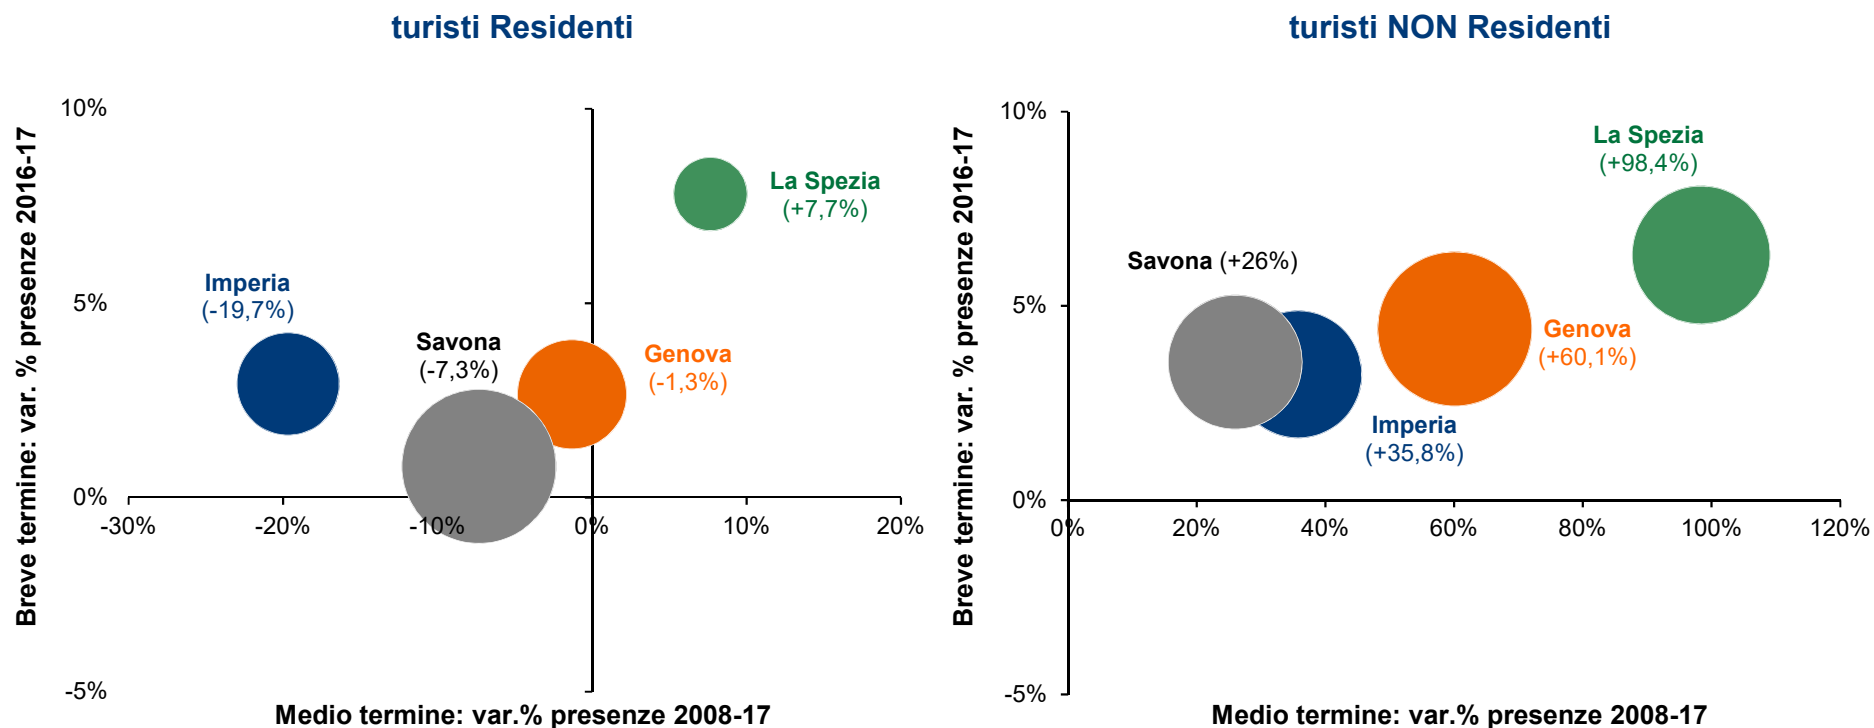 turisti Residenti
10%
5%
0%
-5%
Breve termine: var. % presenze 2016-17
La Spezia
(+7,7%)
Imperia
(-19,7%)
Savona
(-7,3%)
Genova
(-1,3%)
-30%
-20%
-10%
0%
10%
20%
Medio termine: var.% presenze 2008-17
turisti NON Residenti
10%
5%
0%
-5%
Breve termine: var. % presenze 2016-17
La Spezia
(+98,4%)
Savona (+26%)
Genova
(+60,1%)
Imperia
(+35,8%)
0%
20%
40%
60%
80%
100%
120%
Medio termine: var.% presenze 2008-17